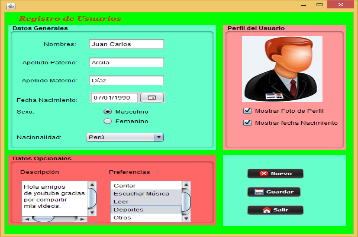 Registro de Usuarios
Datos Generales
Nombres: Juan Carlos
Apellido Paterno: Arcila
Apellido Materno: Díaz
Fecha Nacimiento: 07/01/1990
Sexo: Masculino
Femenino
Nacionalidad: Perú
Perfil del Usuario
Mostrar Foto de Perfil
Mostrar fecha Nacimiento
Datos Opcionales
Descripción
Hola amigos
de youtube gracias
por compartir
mis videos.
Preferencias
Cantar
Escuchar Música
Leer
Deportes
Otros
Nuevo
Guardar
Salir